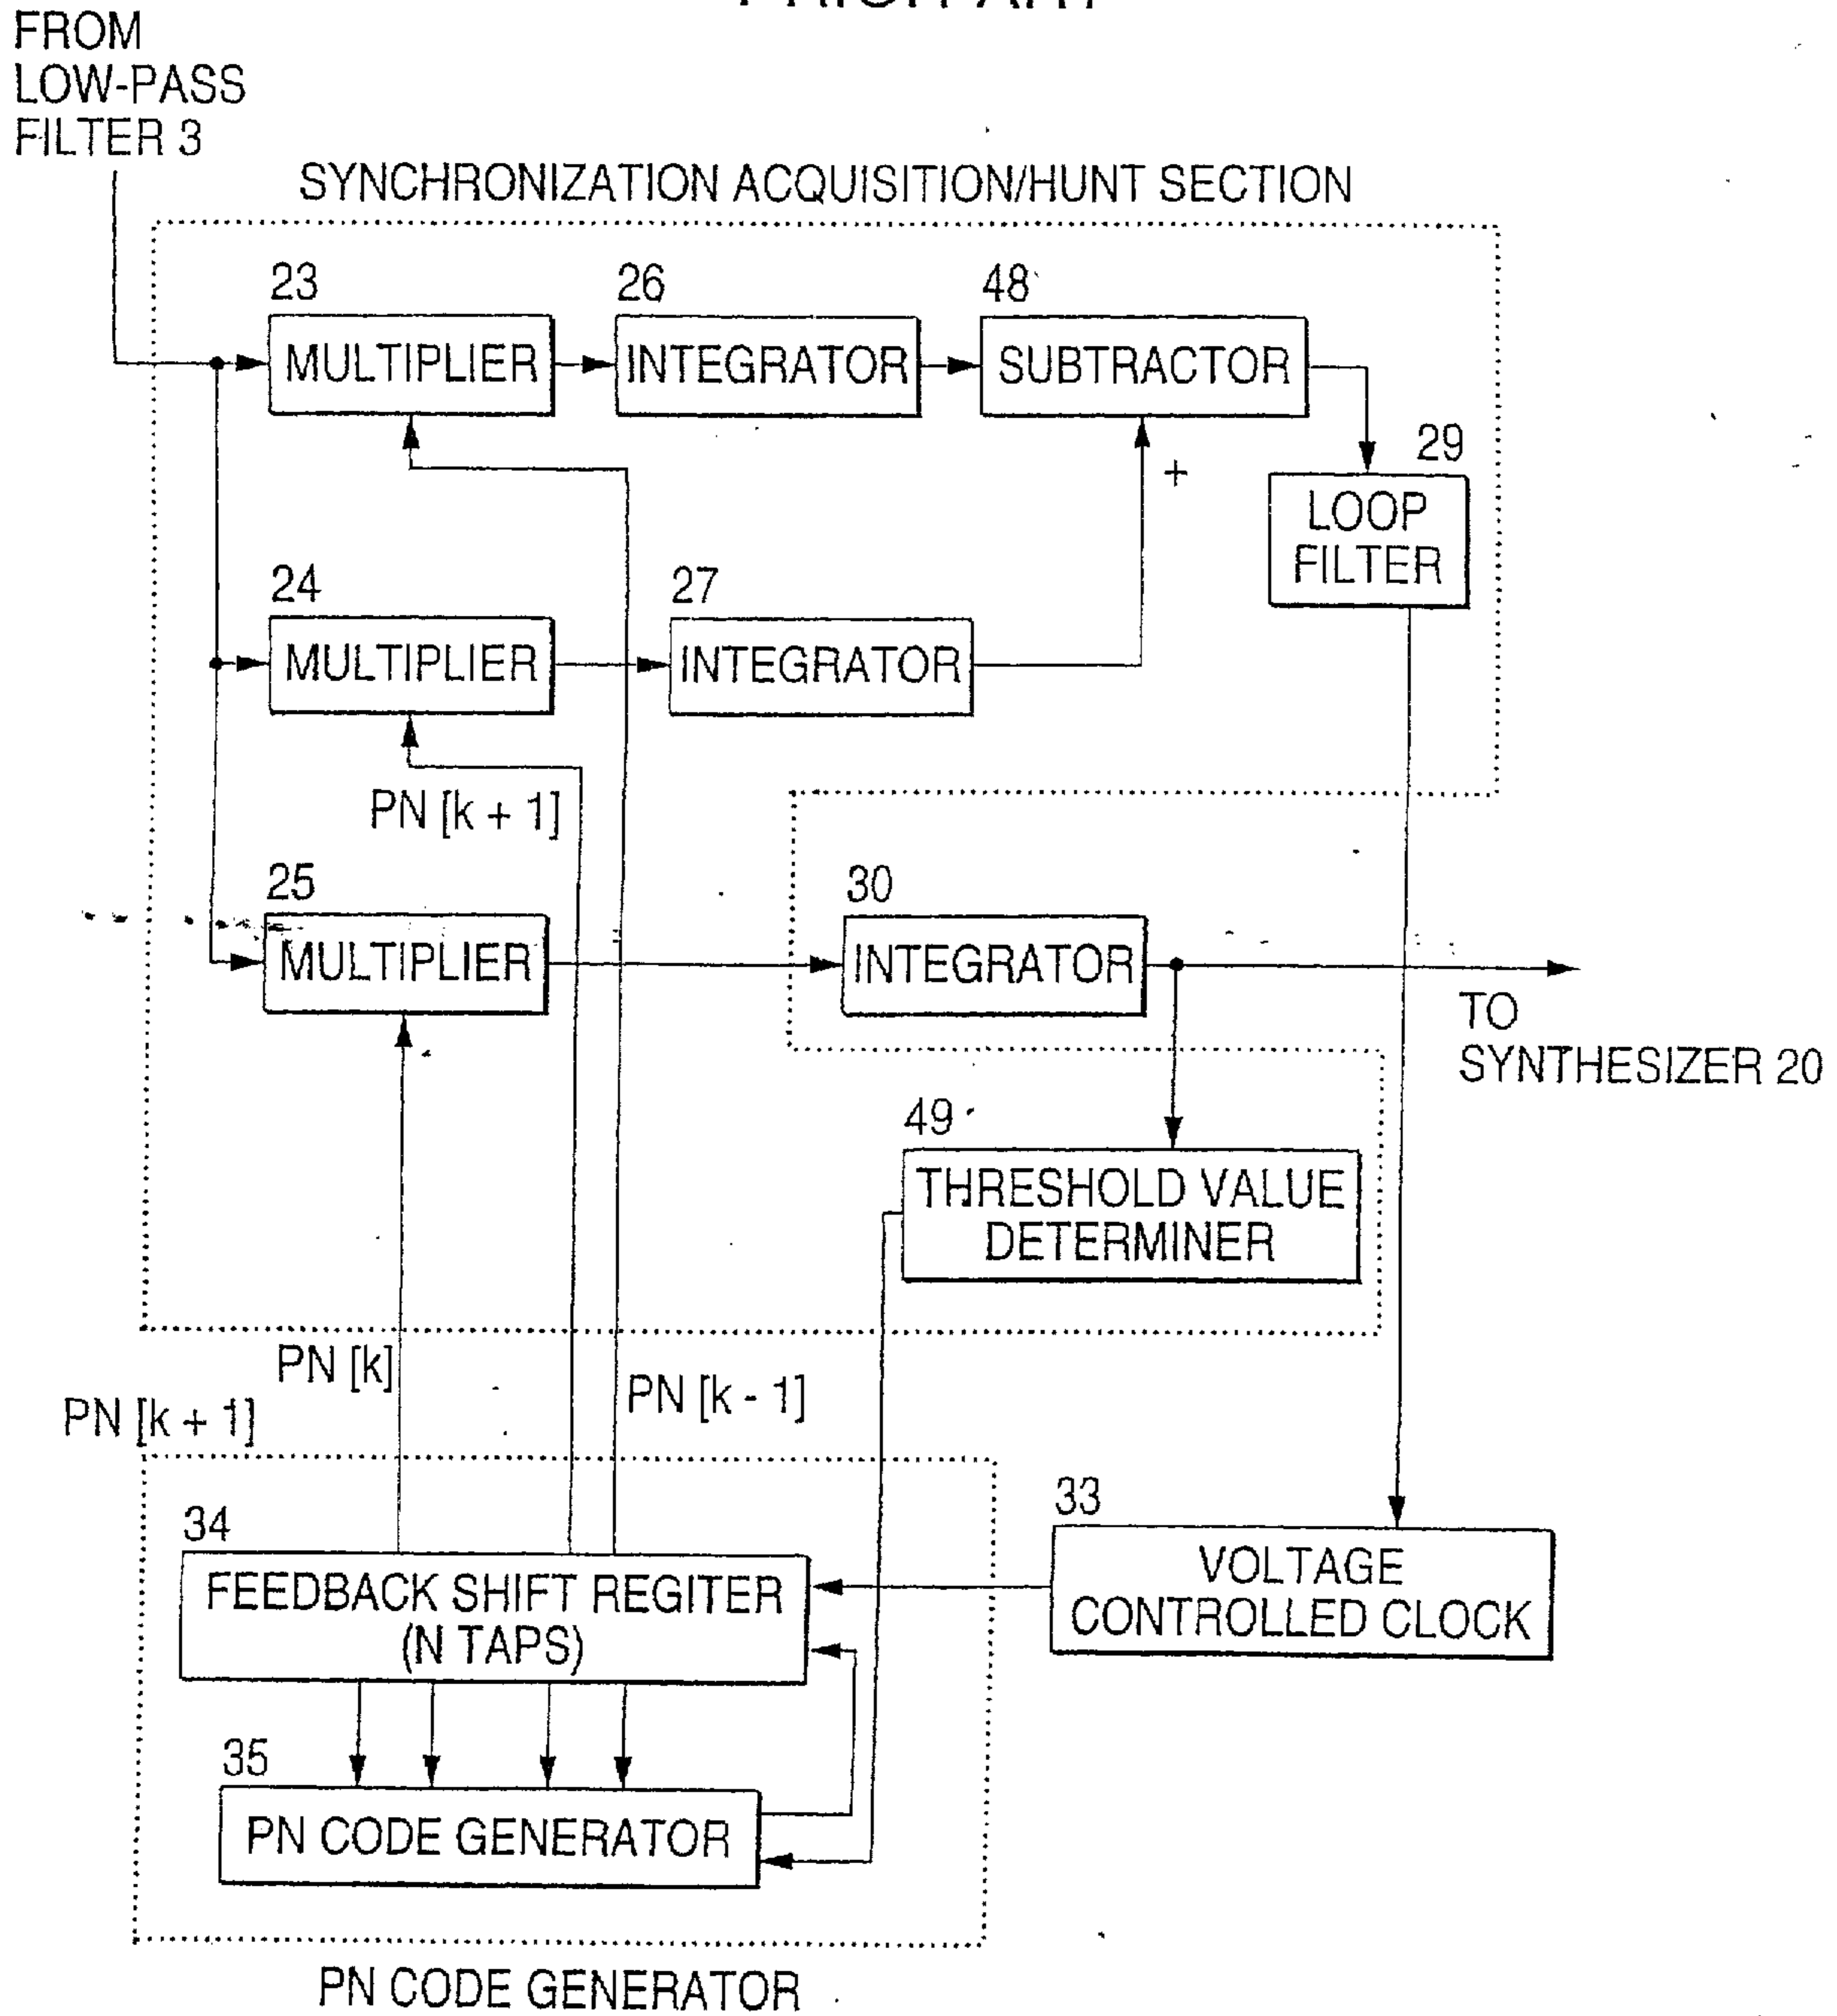 PRIOR ART
FROM
LOW-PASS
FILTER 3
SYNCHRONIZATION ACQUISITION/HUNT SECTION
23
MULTIPLIER
26
INTEGRATOR
48
SUBTRACTOR
29
LOOP
FILTER
+
24
MULTIPLIER
27
INTEGRATOR
PN [k + 1]
25
MULTIPLIER
30
INTEGRATOR
TO
SYNTHESIZER 20
49
THRESHOLD VALUE
DETERMINER
PN [k]
PN [k - 1]
PN [k + 1]
33
VOLTAGE
CONTROLLED CLOCK
34
FEEDBACK SHIFT REGITER
(N TAPS)
35
PN CODE GENERATOR
PN CODE GENERATOR